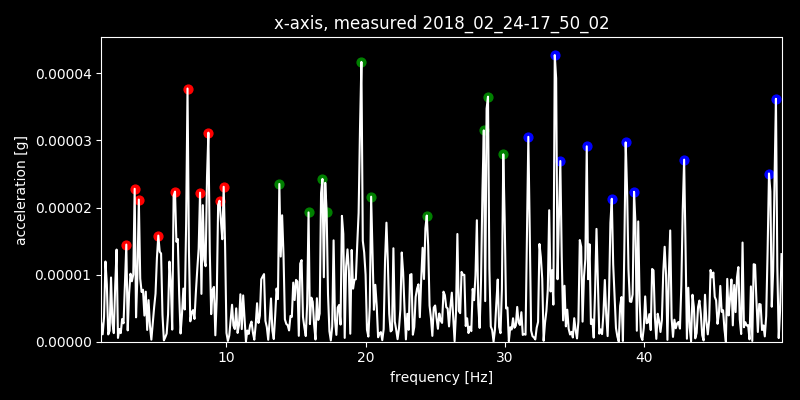 x-axis, measured 2018_02_24-17_50_02
0.00004
0.00003
0.00002
0.00001
0.00000
acceleration [g]
10 20 30 40
frequency [Hz]